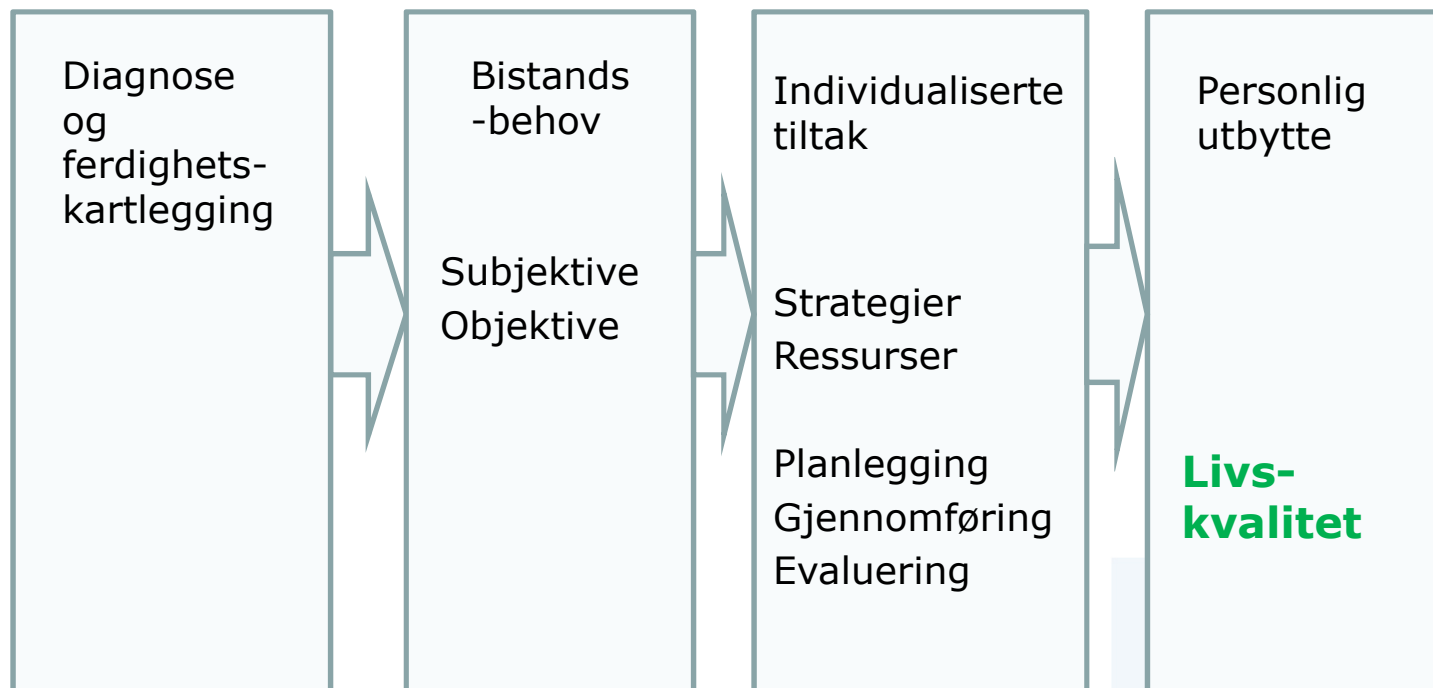 Diagnose
og
ferdighets-
kartlegging
Bistands
-behov
Subjektive
Objektive
Individualiserte
tiltak
Strategier
Ressurser
Planlegging
Gjennomføring
Evaluering
Personlig
utbytte
Livs-
kvalitet